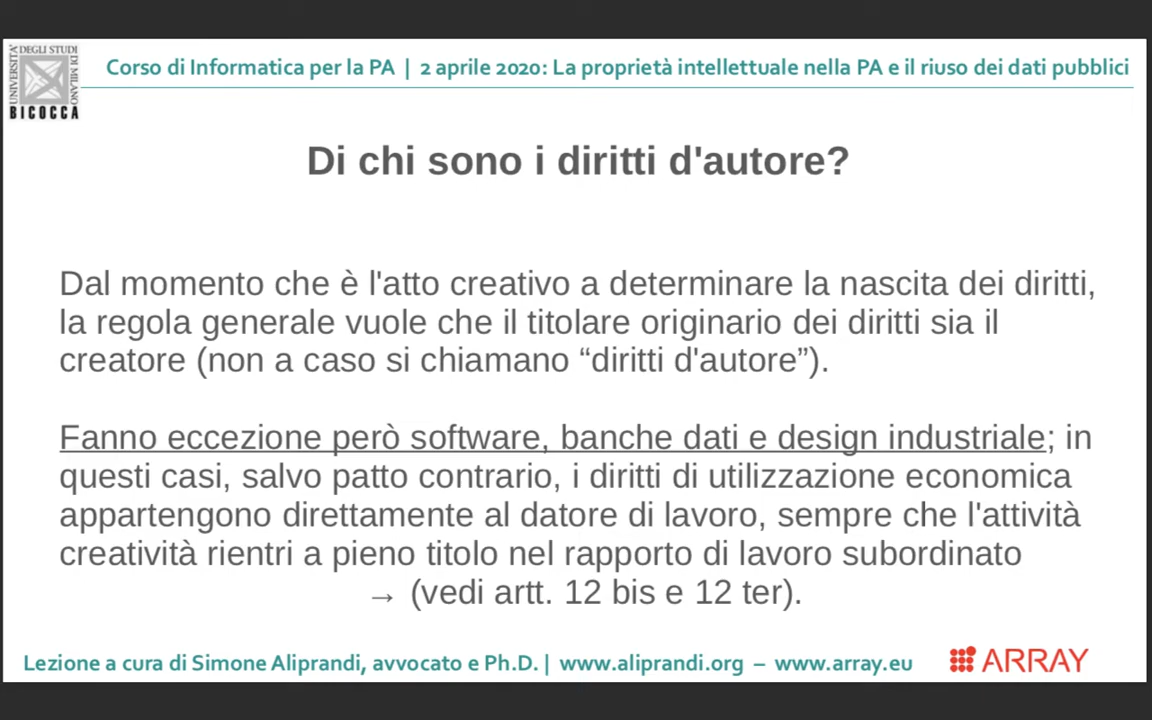 UNIVERSITA' DEGLI STUDI DI MILANO
BICOCCA
Corso di Informatica per la PA | 2 aprile 2020: La proprietà intellettuale nella PA e il riuso dei dati pubblici
Di chi sono i diritti d'autore?
Dal momento che è l'atto creativo a determinare la nascita dei diritti,
la regola generale vuole che il titolare originario dei diritti sia il
creatore (non a caso si chiamano “diritti d'autore”).
Fanno eccezione però software, banche dati e design industriale; in
questi casi, salvo patto contrario, i diritti di utilizzazione economica
appartengono direttamente al datore di lavoro, sempre che l'attività
creatività rientri a pieno titolo nel rapporto di lavoro subordinato
→ (vedi artt. 12 bis e 12 ter).
Lezione a cura di Simone Aliprandi, avvocato e Ph.D. | www.aliprandi.org – www.array.eu
ARRAY